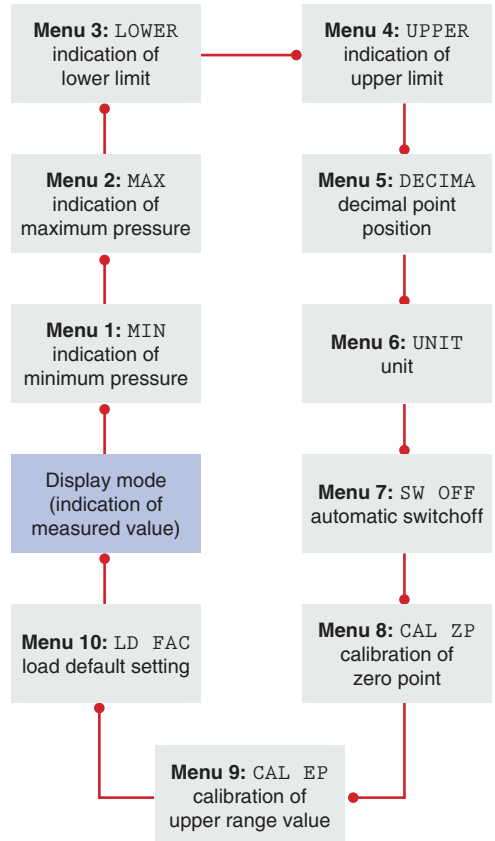 Menu 3: LOWER
indication of
lower limit
Menu 4: UPPER
indication of
upper limit
Menu 2: MAX
indication of
maximum pressure
Menu 5: DECIMA
decimal point
position
Menu 1: MIN
indication of
minimum pressure
Menu 6: UNIT
unit
Display mode
(indication of
measured value)
Menu 7: SW OFF
automatic switchoff
Menu 10: LD FAC
load default setting
Menu 8: CAL ZP
calibration of
zero point
Menu 9: CAL EP
calibration of
upper range value